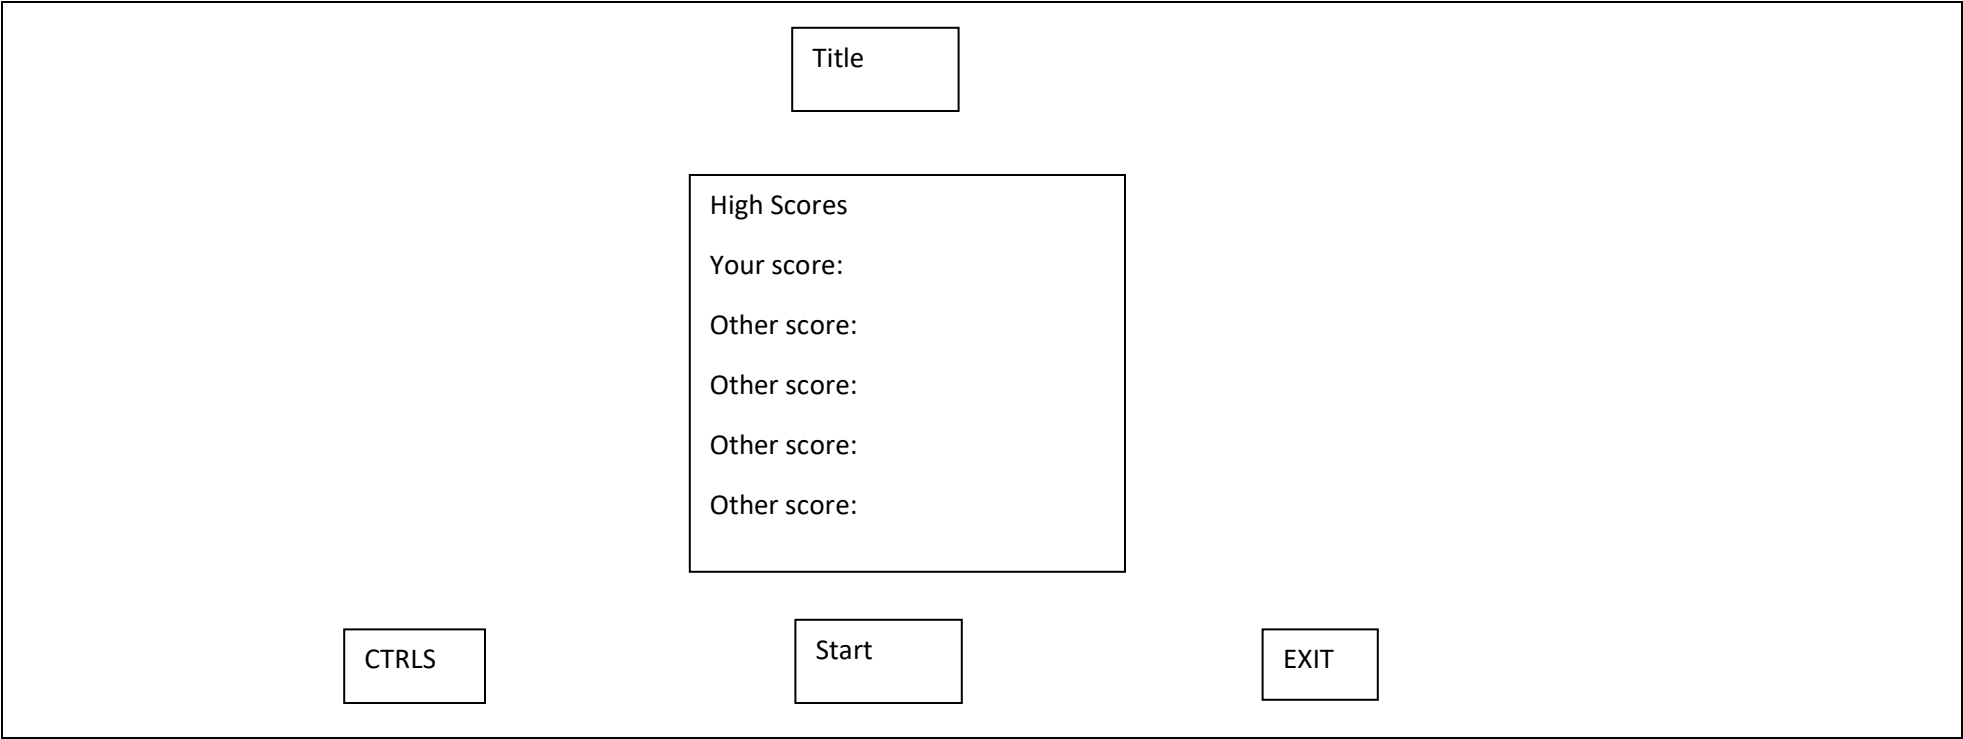 Title
High Scores
Your score:
Other score:
Other score:
Other score:
Other score:
CTRLS
Start
EXIT